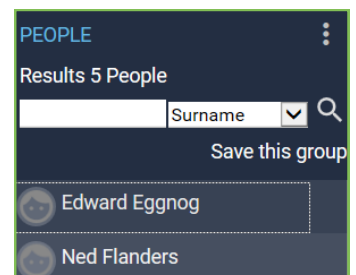 PEOPLE
Results 5 People
Surname
Save this group
Edward Eggnog
Ned Flanders